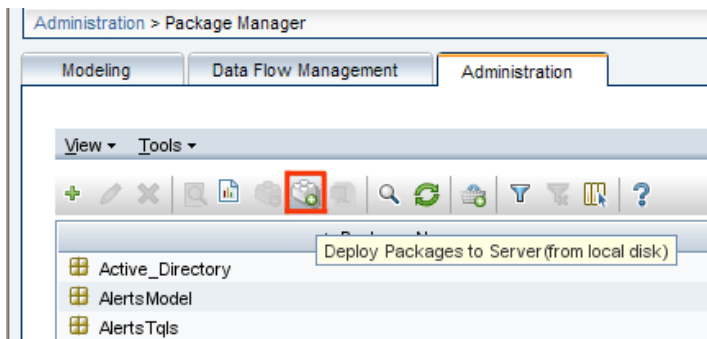 Administration > Package Manager
Modeling Data Flow Management Administration
View Tools
?
Deploy Packages to Server(from local disk)
Active_Directory
AlertsModel
AlertsTqls